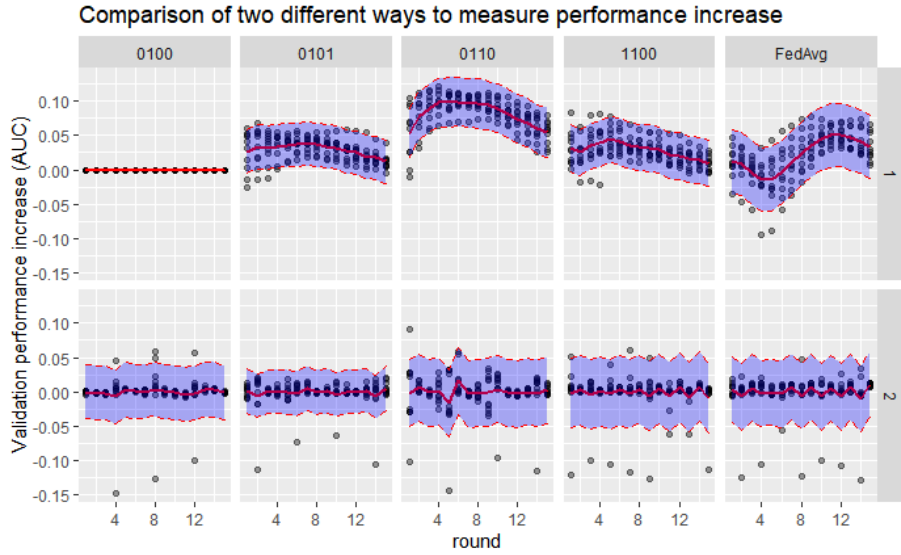 Comparison of two different ways to measure performance increase
0100 0101 0110 1100 FedAvg
Validation performance increase (AUC)
0.10
0.05
0.00
-0.05
-0.10
-0.15
1
0.10
0.05
0.00
-0.05
-0.10
-0.15
2
4 8 12 4 8 12 4 8 12 4 8 12 4 8 12
round